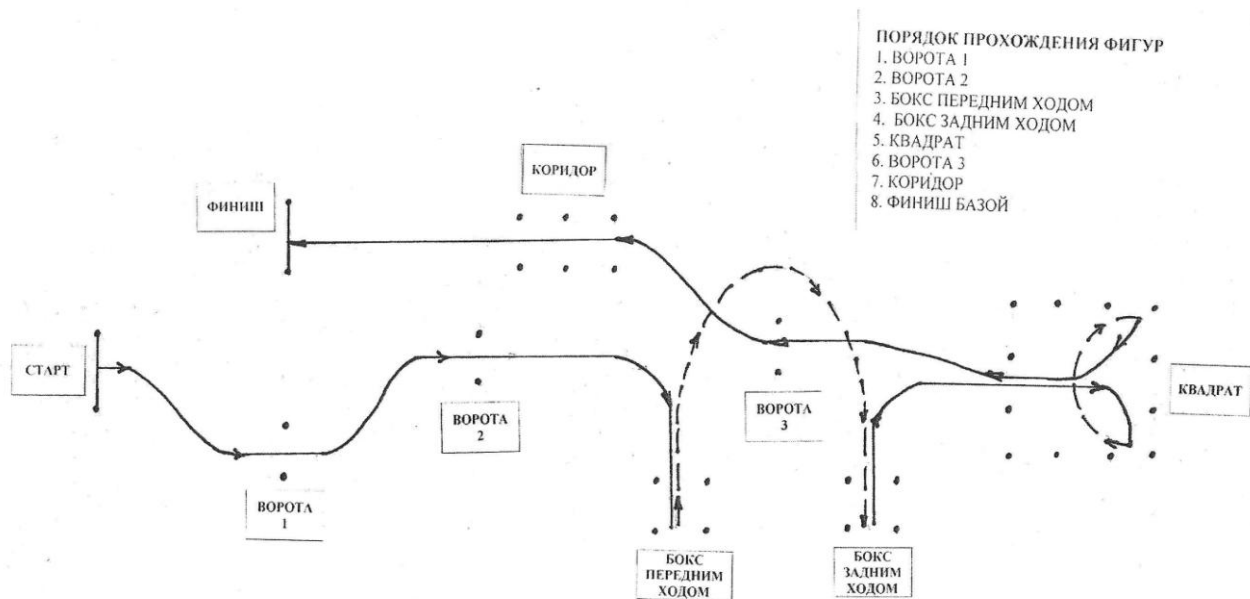 ПОРЯДОК ПРОХОЖДЕНИЯ ФИГУР
1. ВОРОТА 1
2. ВОРОТА 2
3. БОКС ПЕРЕДНИМ ХОДОМ
4. БОКС ЗАДНИМ ХОДОМ
5. КВАДРАТ
6. ВОРОТА 3
7. КОРИДОР
8. ФИНИШ БАЗОЙ
КОРИДОР
ФИНИШ
СТАРТ
КВАДРАТ
ВОРОТА
2
ВОРОТА
3
ВОРОТА
1
БОКС
ПЕРЕДНИМ
ХОДОМ
БОКС
ЗАДНИМ
ХОДОМ